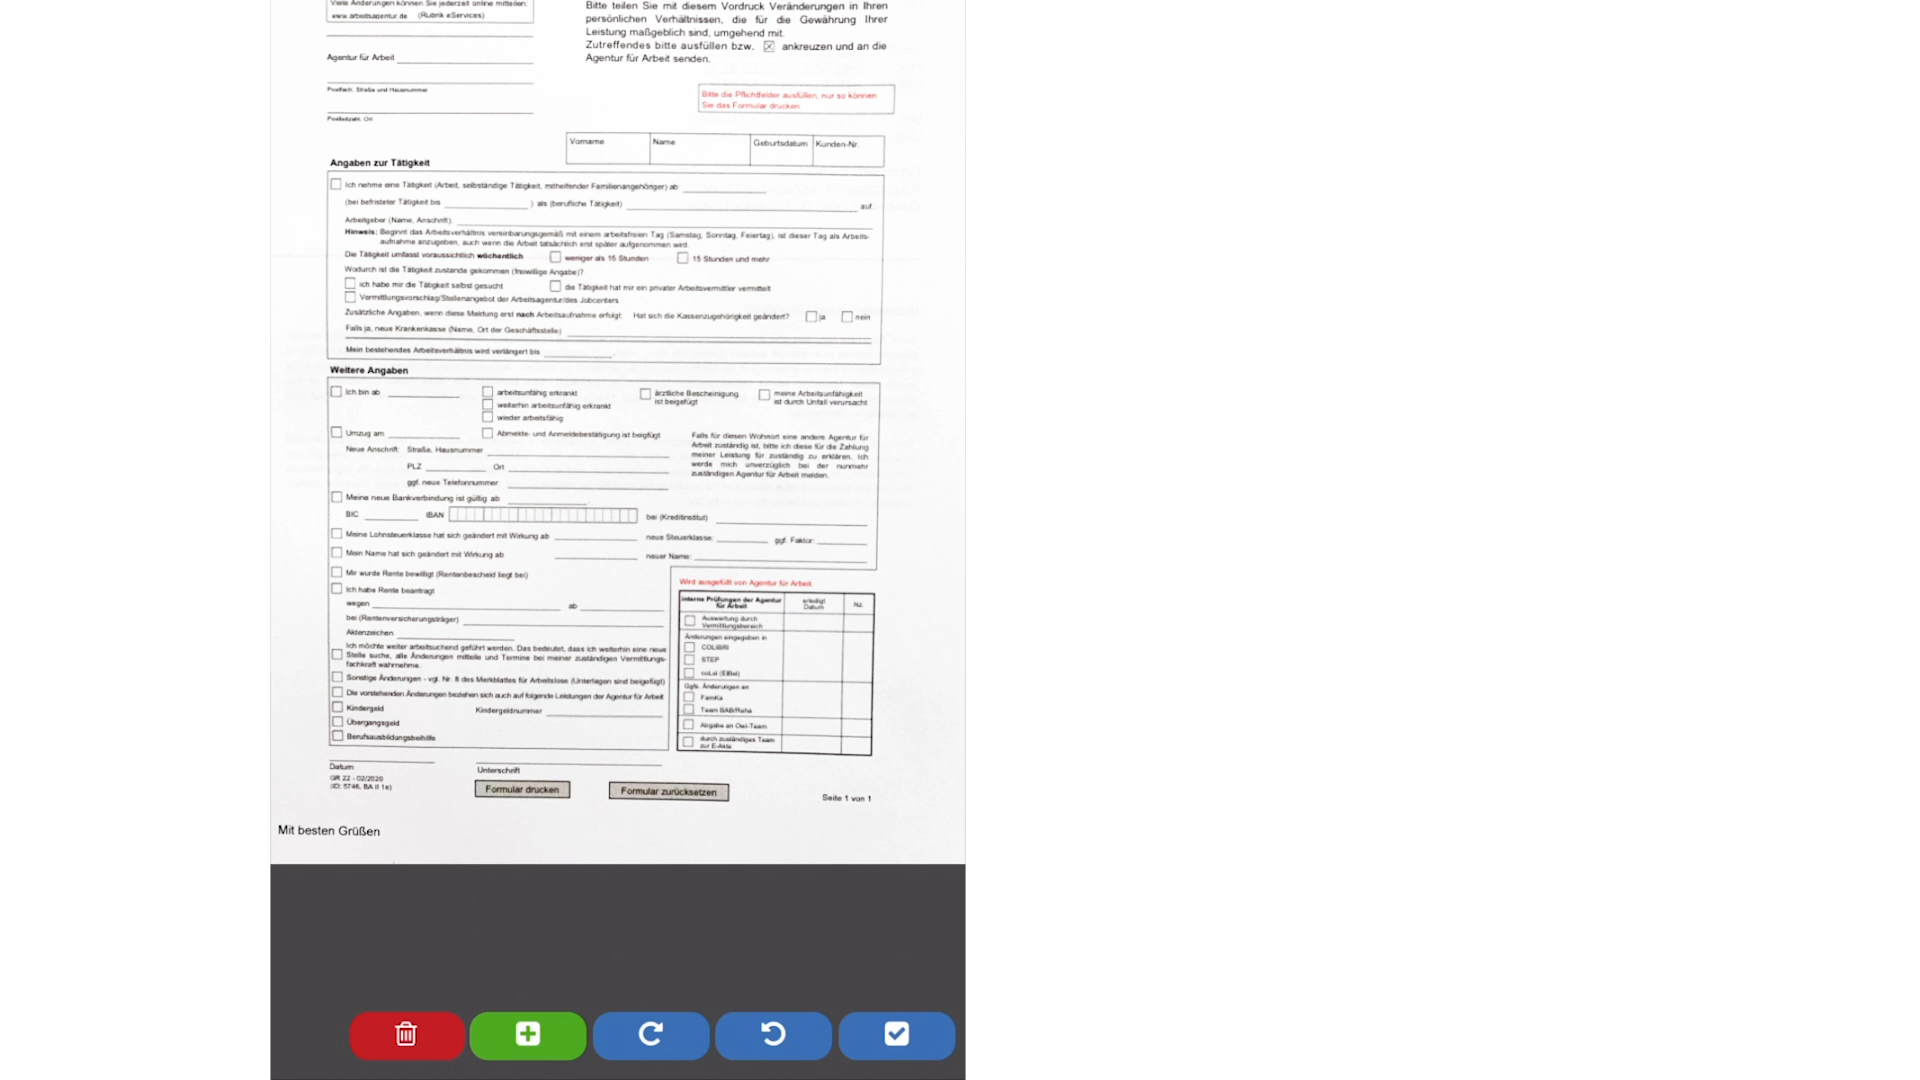 Viele Änderungen können Sie jederzeit online mitteilen:
www.arbeitsagentur.de (Rubrik eServices)
Bitte teilen Sie mit diesem Vordruck Veränderungen in Ihren
persönlichen Verhältnissen, die für die Gewährung Ihrer
Leistung maßgeblich sind, umgehend mit.
Zutreffendes bitte ausfüllen bzw. ☒ ankreuzen und an die
Agentur für Arbeit senden.
Agentur für Arbeit
Postfach, Straße und Hausnummer
Postleitzahl, Ort
Bitte die Pflichtfelder ausfüllen, nur so können
Sie das Formular drucken.
Vorname Name Geburtsdatum Kunden-Nr.
Angaben zur Tätigkeit
Ich nehme eine Tätigkeit (Arbeit, selbständige Tätigkeit, mithelfender Familienangehöriger) ab
(bei befristeter Tätigkeit bis ) als (berufliche Tätigkeit) auf.
Arbeitgeber (Name, Anschrift):
Hinweis: Beginnt das Arbeitsverhältnis vereinbarungsgemäß mit einem arbeitsfreien Tag (Samstag, Sonntag, Feiertag), ist dieser Tag als Arbeits-
aufnahme anzugeben, auch wenn die Arbeit tatsächlich erst später aufgenommen wird.
Die Tätigkeit umfasst voraussichtlich wöchentlich weniger als 15 Stunden 15 Stunden und mehr
Wodurch ist die Tätigkeit zustande gekommen (freiwillige Angabe)?
ich habe mir die Tätigkeit selbst gesucht die Tätigkeit hat mir ein privater Arbeitsvermittler vermittelt
Vermittlungsvorschlag/Stellenangebot der Arbeitsagentur/des Jobcenters
Zusätzliche Angaben, wenn diese Meldung erst nach Arbeitsaufnahme erfolgt: Hat sich die Kassenzugehörigkeit geändert? ja nein
Falls ja, neue Krankenkasse (Name, Ort der Geschäftsstelle)
Mein bestehendes Arbeitsverhältnis wird verlängert bis .
Weitere Angaben
Ich bin ab arbeitsunfähig erkrankt ärztliche Bescheinigung meine Arbeitsunfähigkeit
ist beigefügt ist durch Unfall verursacht
weiterhin arbeitsunfähig erkrankt
wieder arbeitsfähig
Umzug am Abmelde- und Anmeldebestätigung ist beigfügt
Neue Anschrift: Straße, Hausnummer
PLZ Ort
ggf. neue Telefonnummer
Falls für diesen Wohnort eine andere Agentur für
Arbeit zuständig ist, bitte ich diese für die Zahlung
meiner Leistung für zuständig zu erklären. Ich
werde mich unverzüglich bei der nunmehr
zuständigen Agentur für Arbeit melden.
Meine neue Bankverbindung ist gültig ab .
BIC IBAN bei (Kreditinstitut)
Meine Lohnsteuerklasse hat sich geändert mit Wirkung ab neue Steuerklasse: ggf. Faktor:
Mein Name hat sich geändert mit Wirkung ab neuer Name:
Mir wurde Rente bewilligt (Rentenbescheid liegt bei)
Ich habe Rente beantragt
wegen ab
bei (Rentenversicherungsträger)
Aktenzeichen
Ich möchte weiter arbeitsuchend geführt werden. Das bedeutet, dass ich weiterhin eine neue
Stelle suche, alle Änderungen mitteile und Termine bei meiner zuständigen Vermittlungs-
fachkraft wahrnehme.
Sonstige Änderungen - vgl. Nr. 8 des Merkblattes für Arbeitslose (Unterlagen sind beigefügt)
Die vorstehenden Änderungen beziehen sich auch auf folgende Leistungen der Agentur für Arbeit
Kindergeld Kindergeldnummer
Übergangsgeld
Berufsausbildungsbeihilfe
Wird ausgefüllt von Agentur für Arbeit.
Interne Prüfungen der Agentur
für Arbeit
erledigt
Datum
Nz.
Auswertung durch
Vermittlungsbereich
Änderungen eingegeben in
COLIBRI
STEP
coLei (ElBel)
Ggfs. Änderungen an
FamKa
Team BAB/Reha
Abgabe an Owi-Team
durch zuständiges Team
zur E-Akte
Datum Unterschrift
GR 22 - 02/2020
(ID: 5746, BA II 1a)
Formular drucken Formular zurücksetzen
Seite 1 von 1
Mit besten Grüßen